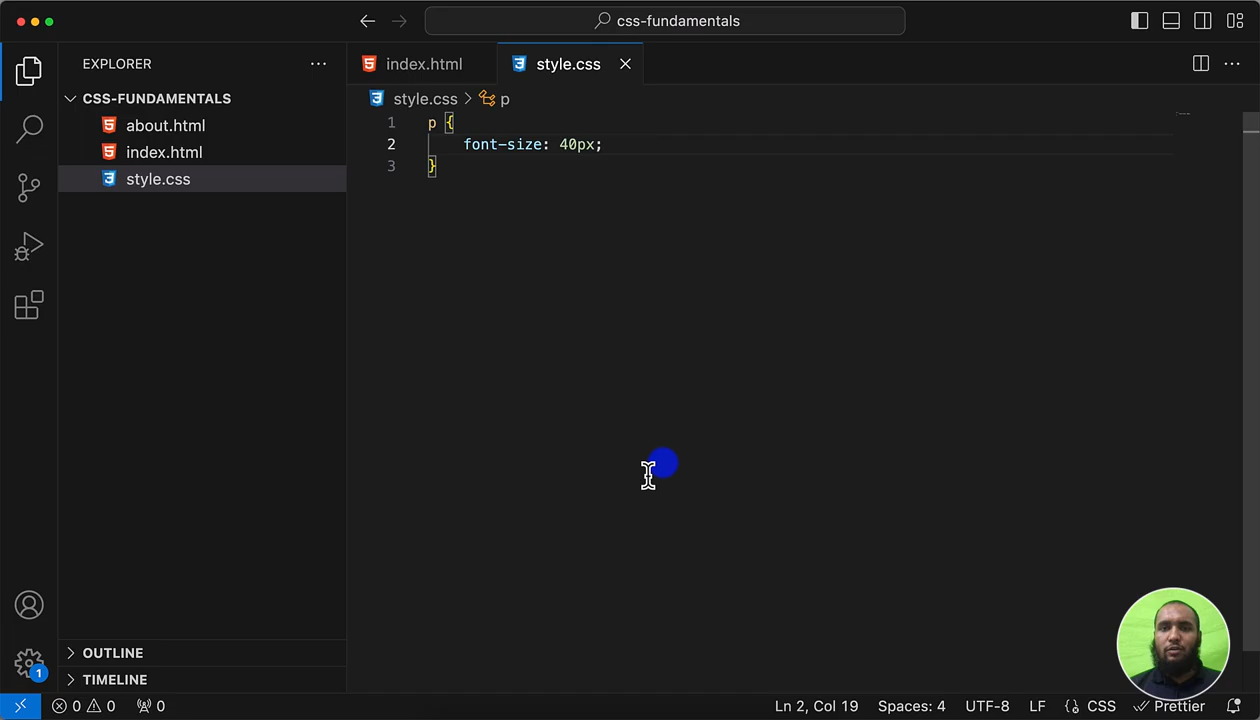 css-fundamentals
EXPLORER
index.html
style.css
CSS-FUNDAMENTALS
about.html
index.html
style.css
style.css > p
1 p {
2 font-size: 40px;
3 }
OUTLINE
TIMELINE
1
0 0 0 Ln 2, Col 19 Spaces: 4 UTF-8 LF {} CSS Prettier